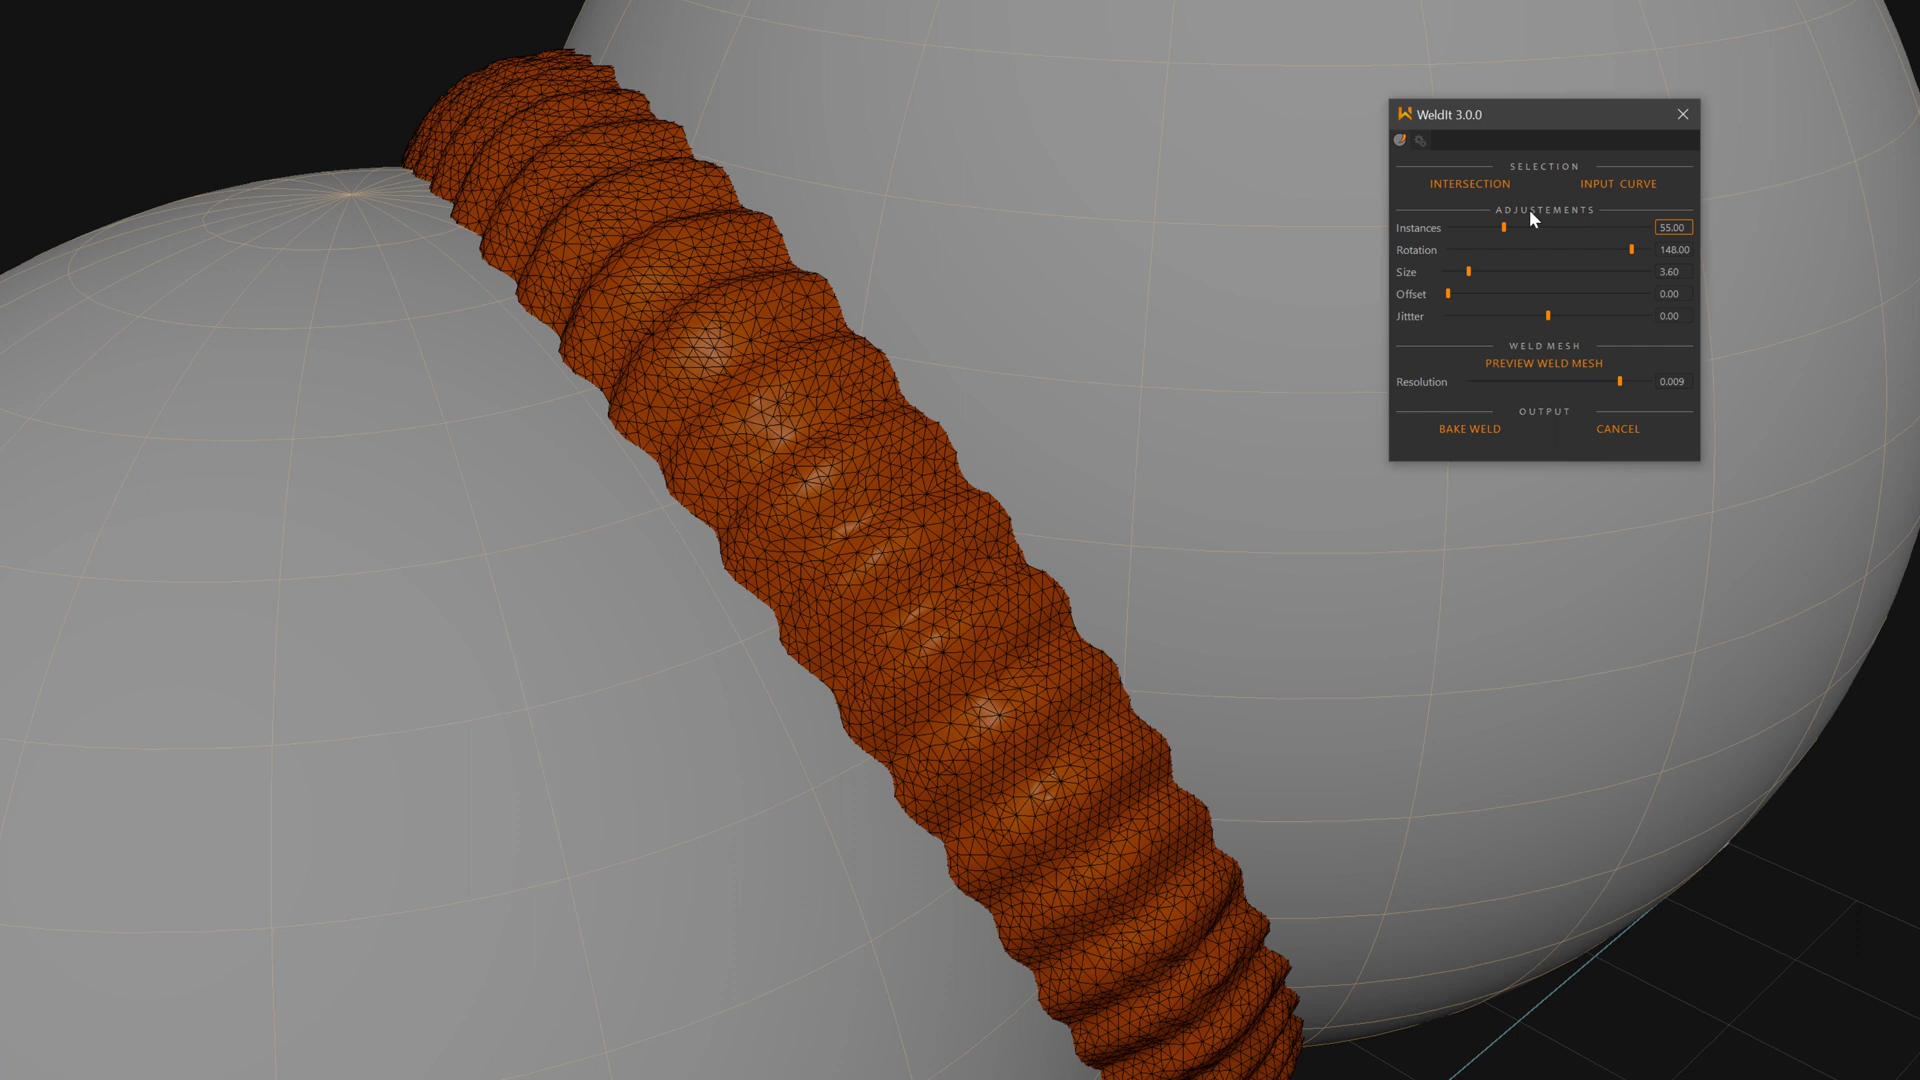 WeldIt 3.0.0
SELECTION
INTERSECTION INPUT CURVE
ADJUSTEMENTS
Instances 55.00
Rotation 148.00
Size 3.60
Offset 0.00
Jittter 0.00
WELD MESH
PREVIEW WELD MESH
Resolution 0.009
OUTPUT
BAKE WELD CANCEL